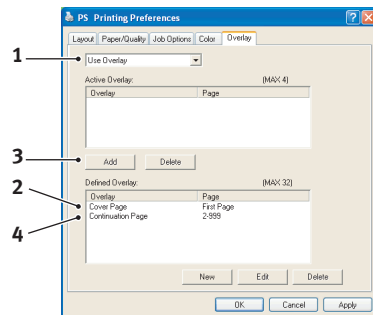 PS Printing Preferences
Layout Paper/Quality Job Options Color Overlay
1 Use Overlay
Active Overlay: (MAX 4)
Overlay Page
3 Add Delete
Defined Overlay: (MAX 32)
Overlay Page
2 Cover Page First Page
4 Continuation Page 2-999
New Edit Delete
OK Cancel Apply